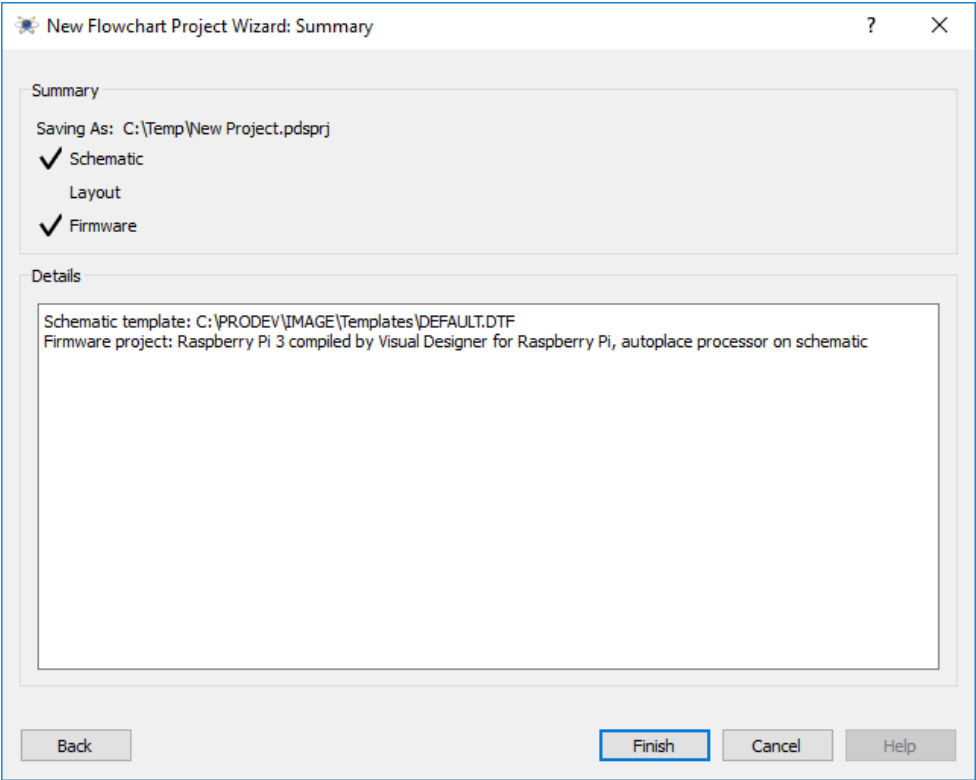 New Flowchart Project Wizard: Summary
?
Summary
Saving As: C:\Temp\New Project.pdsprj
Schematic
Layout
Firmware
Details
Schematic template: C:\PRODEV\IMAGE\Templates\DEFAULT.DTF
Firmware project: Raspberry Pi 3 compiled by Visual Designer for Raspberry Pi, autoplace processor on schematic
Back Finish Cancel Help